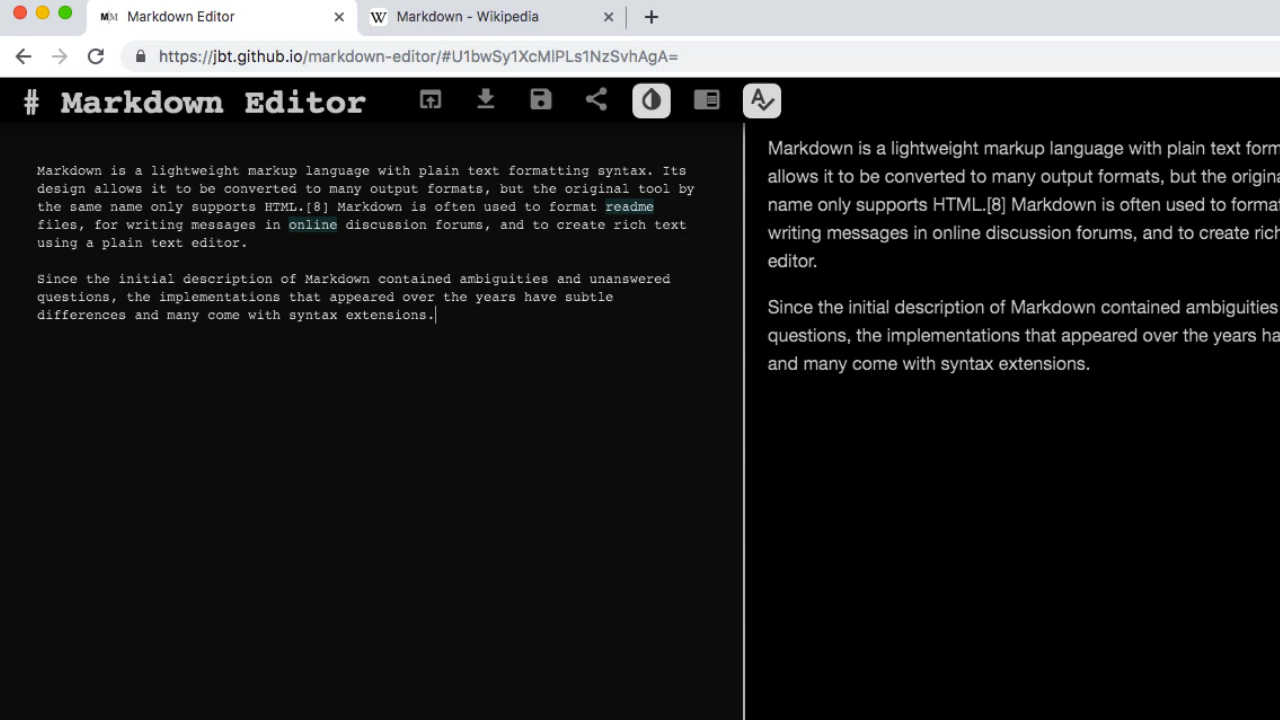 Markdown Editor
Markdown - Wikipedia
https://jbt.github.io/markdown-editor/#U1bwSy1XcMlPLs1NzSvhAgA=
# Markdown Editor
Markdown is a lightweight markup language with plain text formatting syntax. Its
design allows it to be converted to many output formats, but the original tool by
the same name only supports HTML.[8] Markdown is often used to format readme
files, for writing messages in online discussion forums, and to create rich text
using a plain text editor.
Since the initial description of Markdown contained ambiguities and unanswered
questions, the implementations that appeared over the years have subtle
differences and many come with syntax extensions.
Markdown is a lightweight markup language with plain text form
allows it to be converted to many output formats, but the origina
name only supports HTML.[8] Markdown is often used to format
writing messages in online discussion forums, and to create rich
editor.
Since the initial description of Markdown contained ambiguities
questions, the implementations that appeared over the years ha
and many come with syntax extensions.